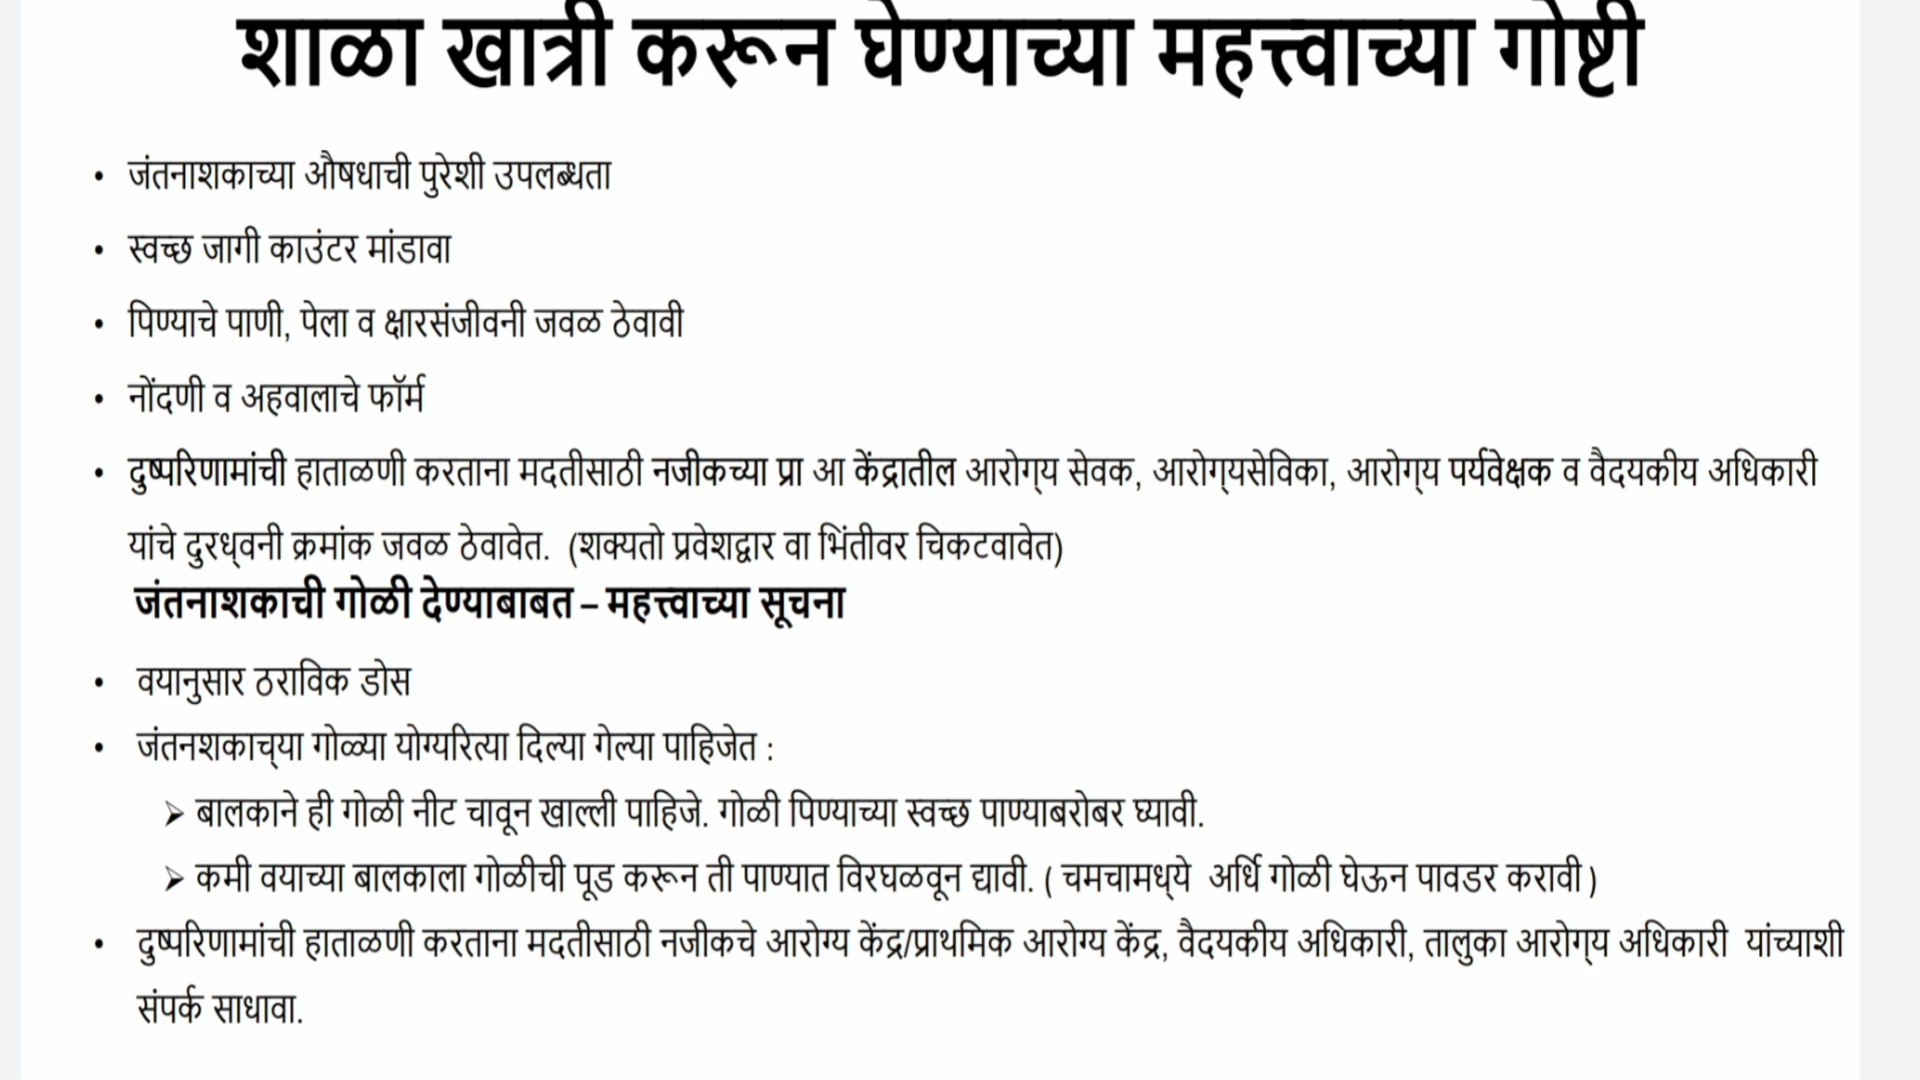 शाळा खात्री करून घेण्याच्या महत्त्वाच्या गोष्टी
• जंतनाशकाच्या औषधाची पुरेशी उपलब्धता
• स्वच्छ जागी काउंटर मांडावा
• पिण्याचे पाणी, पेला व क्षारसंजीवनी जवळ ठेवावी
• नोंदणी व अहवालाचे फॉर्म
• दुष्परिणामांची हाताळणी करताना मदतीसाठी नजीकच्या प्रा आ केंद्रातील आरोग्‌य सेवक, आरोग्‌यसेविका, आरोग्‌य पर्यवेक्षक व वैदयकीय अधिकारी
यांचे दुरध्‌वनी क्रमांक जवळ ठेवावेत. (शक्यतो प्रवेशद्वार वा भिंतीवर चिकटवावेत)
जंतनाशकाची गोळी देण्याबाबत – महत्त्वाच्या सूचना
• वयानुसार ठराविक डोस
• जंतनशकाच्‌या गोळ्या योग्यरित्या दिल्या गेल्या पाहिजेत :
➢ बालकाने ही गोळी नीट चावून खाल्ली पाहिजे. गोळी पिण्याच्या स्वच्छ पाण्याबरोबर घ्यावी.
➢ कमी वयाच्या बालकाला गोळीची पूड करून ती पाण्यात विरघळवून द्यावी. ( चमचामध्‌ये अर्धि गोळी घेऊन पावडर करावी )
• दुष्परिणामांची हाताळणी करताना मदतीसाठी नजीकचे आरोग्य केंद्र/प्राथमिक आरोग्य केंद्र, वैदयकीय अधिकारी, तालुका आरोग्‌य अधिकारी यांच्याशी
संपर्क साधावा.